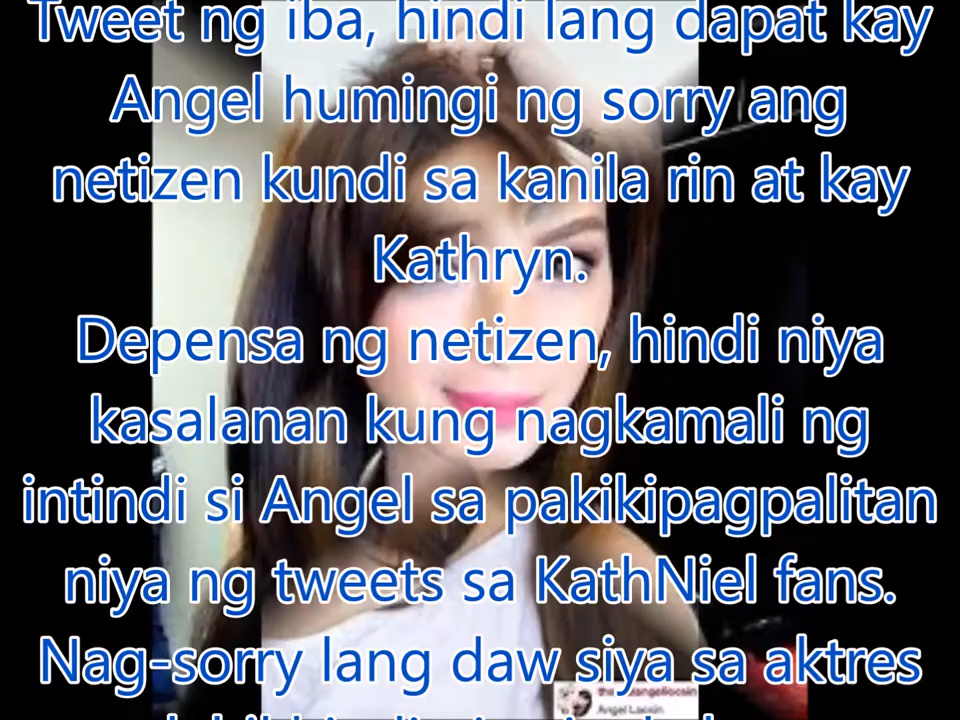 Tweet ng iba, hindi lang dapat kay
Angel humingi ng sorry ang
netizen kundi sa kanila rin at kay
Kathryn.
Depensa ng netizen, hindi niya
kasalanan kung nagkamali ng
intindi si Angel sa pakikipagpalitan
niya ng tweets sa KathNiel fans.
Nag-sorry lang daw siya sa aktres
Angel Locsin